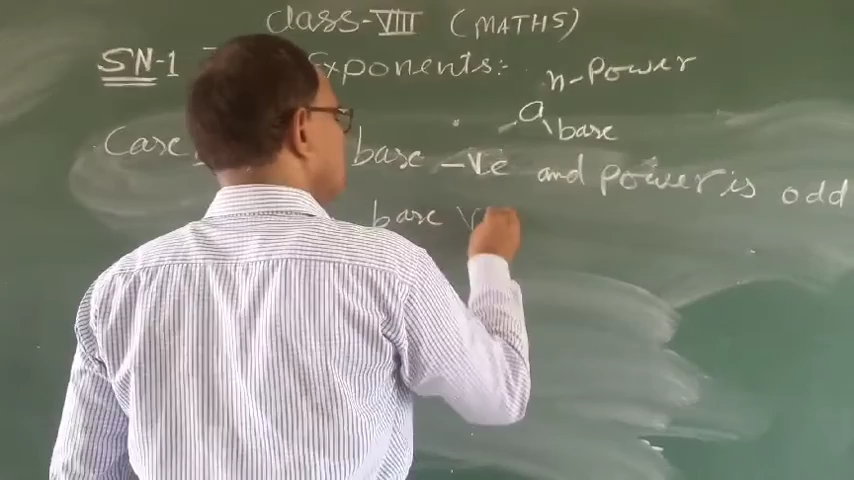 class-VIII (MATHS)
SN-1 Exponents:
n-Power
a
base
Case base -ve and power is odd
base